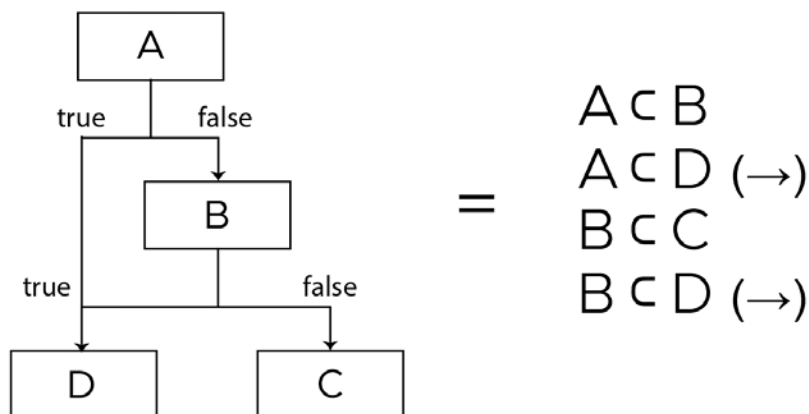 A
true false
B
true false
D C
=
A ⊂ B
A ⊂ D (→)
B ⊂ C
B ⊂ D (→)